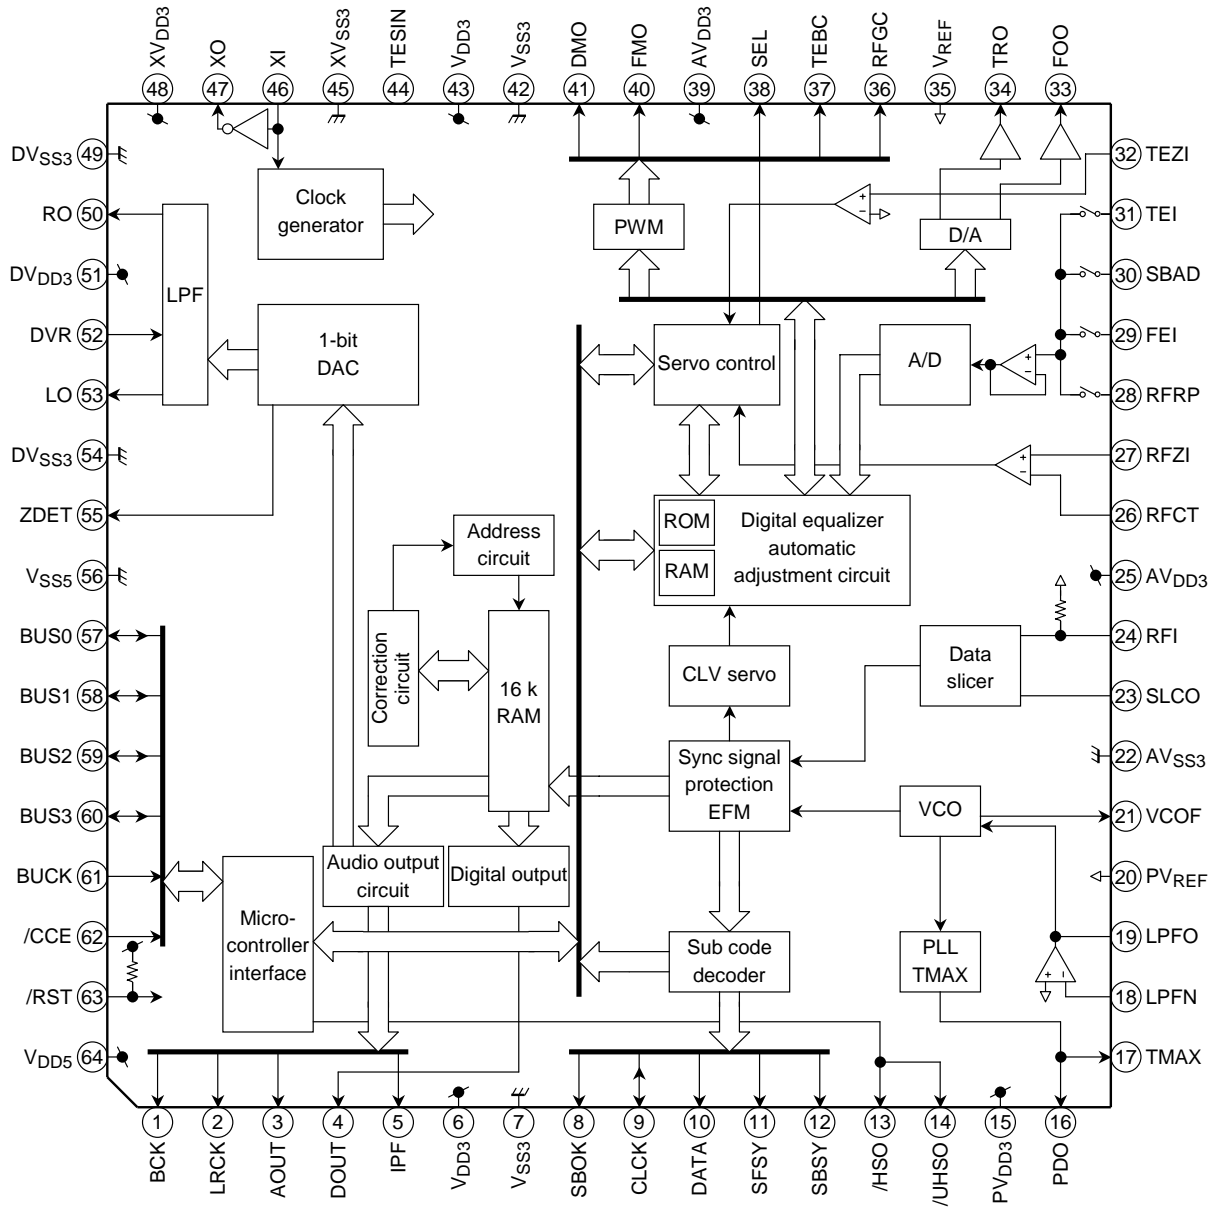 XVDD3
XO
XI
XVSS3
TESIN
VDD3
VSS3
DMO
FMO
AVDD3
SEL
TEBC
RFGC
VREF
TRO
FOO
48
47
46
45
44
43
42
41
40
39
38
37
36
35
34
33
DVSS3 49
RO 50
DVDD3 51
DVR 52
LO 53
DVSS3 54
ZDET 55
VSS5 56
BUS0 57
BUS1 58
BUS2 59
BUS3 60
BUCK 61
/CCE 62
/RST 63
VDD5 64
32 TEZI
31 TEI
30 SBAD
29 FEI
28 RFRP
27 RFZI
26 RFCT
25 AVDD3
24 RFI
23 SLCO
22 AVSS3
21 VCOF
20 PVREF
19 LPFO
18 LPFN
17 TMAX
Clock
generator
PWM
+
−
D/A
LPF
1-bit
DAC
Servo control
A/D
+
−
+
−
ROM
RAM
Digital equalizer
automatic
adjustment circuit
Address
circuit
Correction
circuit
16 k
RAM
CLV servo
Data
slicer
Sync signal
protection
EFM
VCO
Audio output
circuit
Digital output
Micro-
controller
interface
Sub code
decoder
PLL
TMAX
+
−
1
2
3
4
5
6
7
8
9
10
11
12
13
14
15
16
BCK
LRCK
AOUT
DOUT
IPF
VDD3
VSS3
SBOK
CLCK
DATA
SFSY
SBSY
/HSO
/UHSO
PVDD3
PDO